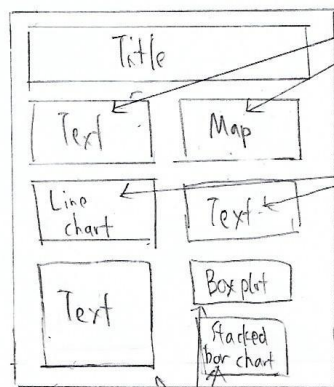 Title
Text
Map
Line
chart
Text
Text
Box plot
Stacked
bar chart